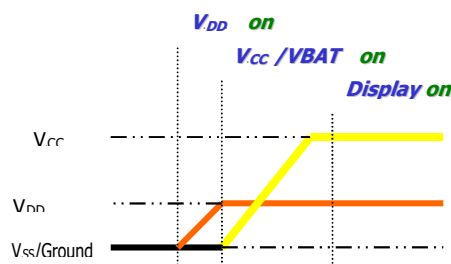 VDD on
VCC /VBAT on
Display on
VCC
VDD
VSS/Ground